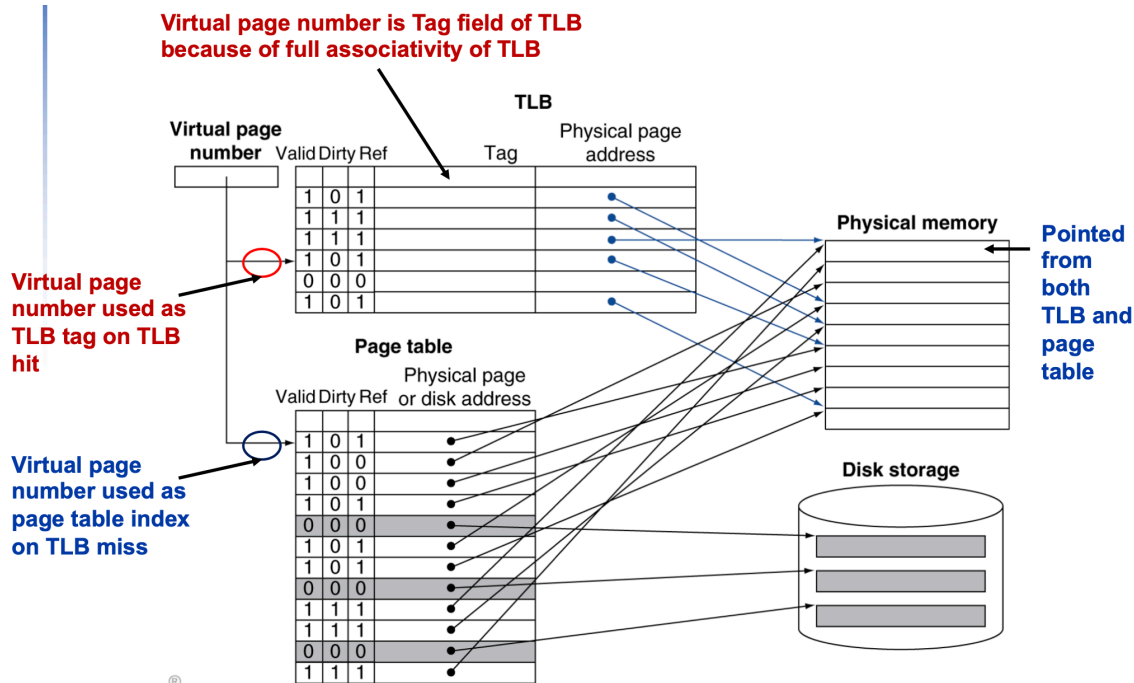 Virtual page number is Tag field of TLB
because of full associativity of TLB
TLB
Virtual page
number
Valid Dirty Ref
Tag
Physical page
address
1 0 1
1 1 1
1 1 1
1 0 1
0 0 0
1 0 1
Virtual page
number used as
TLB tag on TLB
hit
Physical memory
Pointed
from
both
TLB and
page
table
Page table
Valid Dirty Ref
Physical page
or disk address
1 0 1
1 0 0
1 0 0
1 0 1
0 0 0
1 0 1
1 0 1
0 0 0
1 1 1
1 1 1
0 0 0
1 1 1
Virtual page
number used as
page table index
on TLB miss
Disk storage
®